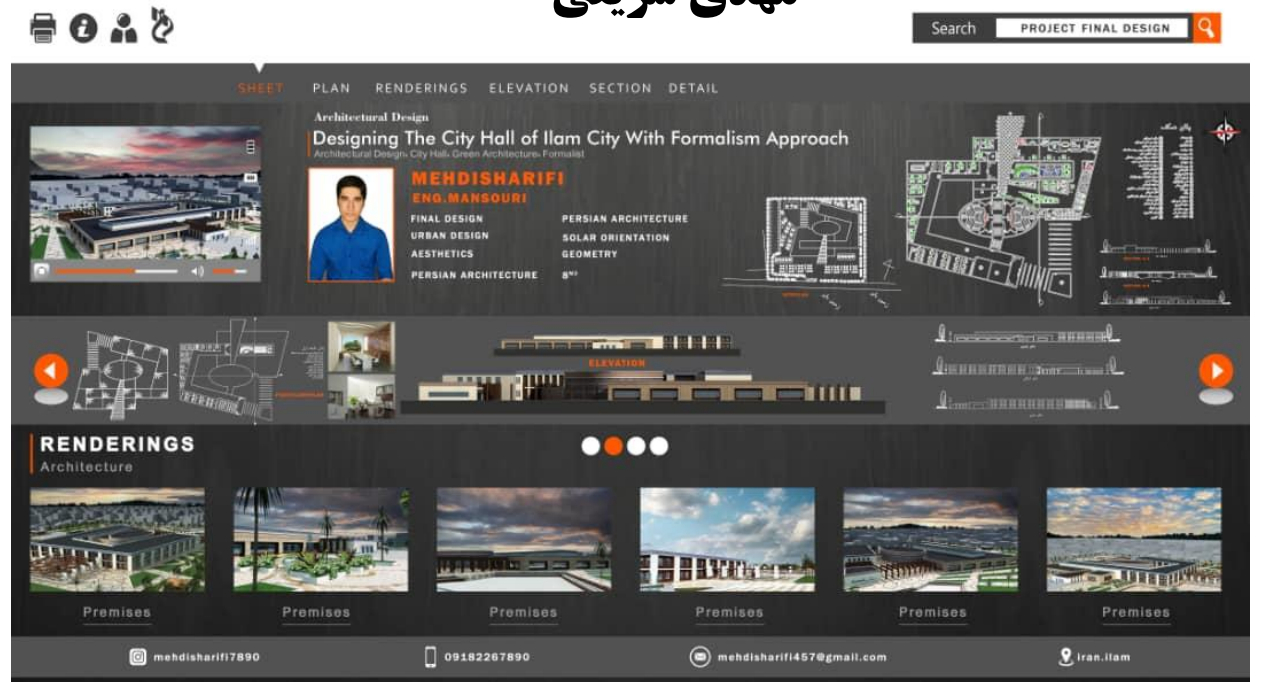 مهدی شریفی
Search PROJECT FINAL DESIGN
SHEET PLAN RENDERINGS ELEVATION SECTION DETAIL
Architectural Design
Designing The City Hall of Ilam City With Formalism Approach
Architectural Design, City Hall, Green Architecture, Formalist
MEHDISHARIFI
ENG.MANSOURI
FINAL DESIGN PERSIAN ARCHITECTURE
URBAN DESIGN SOLAR ORIENTATION
AESTHETICS GEOMETRY
PERSIAN ARCHITECTURE
ELEVATION
RENDERINGS
Architecture
Premises Premises Premises Premises Premises Premises
mehdisharifi7890 09182267890 mehdisharifi457@gmail.com iran.ilam